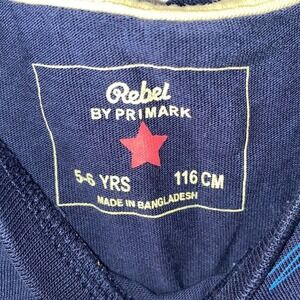 Rebel
BY PRIMARK
5-6 YRS 116 CM
MADE IN BANGLADESH